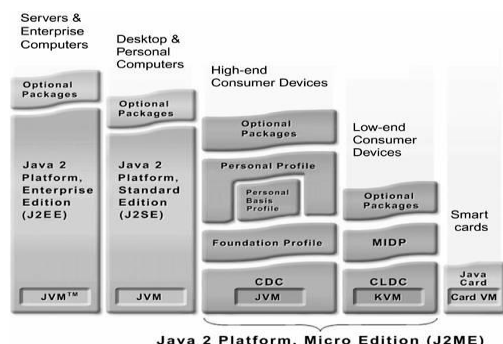 Servers &
Enterprise
Computers
Optional
Packages
Java 2
Platform,
Enterprise
Edition
(J2EE)
JVM™
Desktop &
Personal
Computers
Optional
Packages
Java 2
Platform,
Standard
Edition
(J2SE)
JVM
High-end
Consumer Devices
Optional
Packages
Personal Profile
Personal
Basis
Profile
Foundation Profile
CDC
JVM
Low-end
Consumer
Devices
Optional
Packages
MIDP
CLDC
KVM
Smart
cards
Java
Card
Card VM
Java 2 Platform, Micro Edition (J2ME)